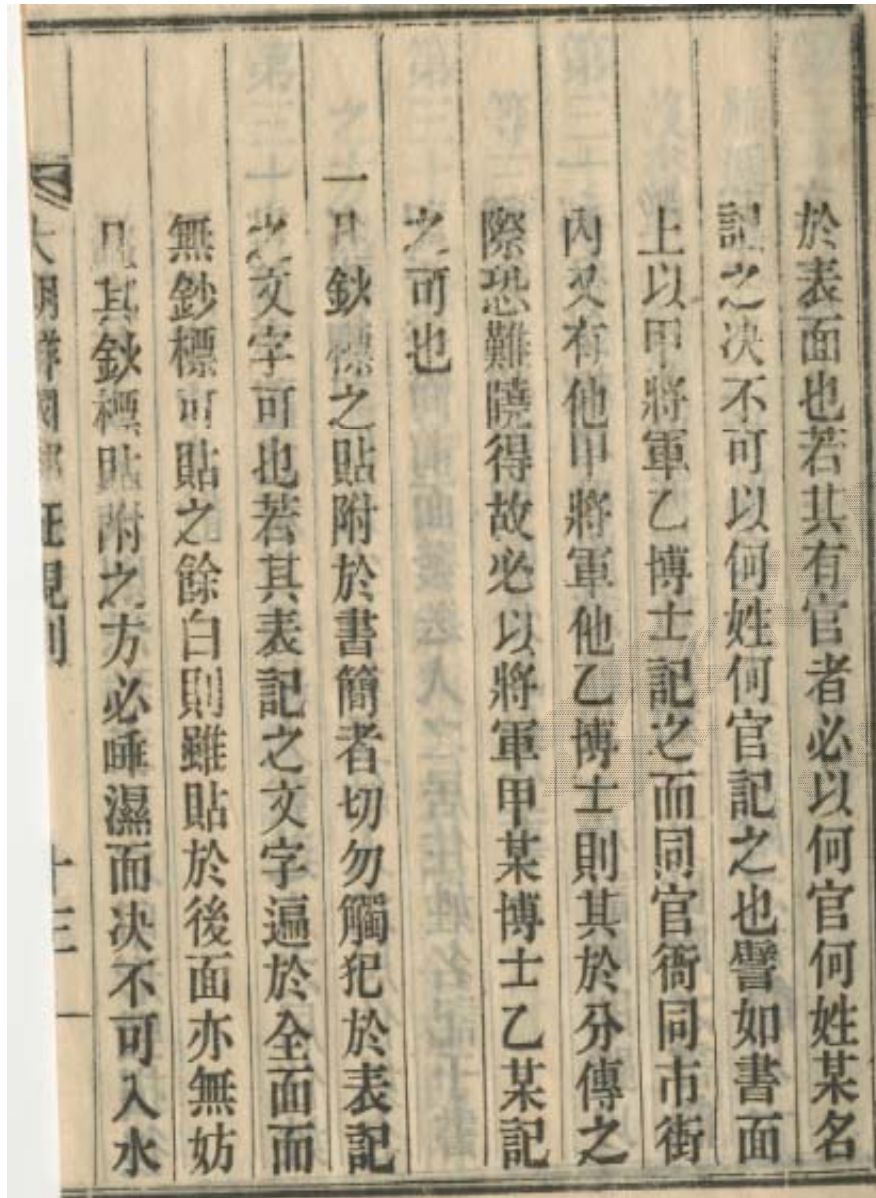 於表面也若其有官者必以何官何姓某名
記之决不可以何姓何官記之也譬如書面
上以甲將軍乙博士記之而同官衙同市街
內又有他甲將軍他乙博士則其於分傳之
際恐難曉得故必以將軍甲某博士乙某記
之可也
一凡鈔標之貼附於書簡者切勿觸犯於表記
之文字可也若其表記之文字遍於全面而
無鈔標可貼之餘白則雖貼於後面亦無妨
且其鈔標貼附之方必唾濕而决不可入水
大朝鮮國郵征規則 十三